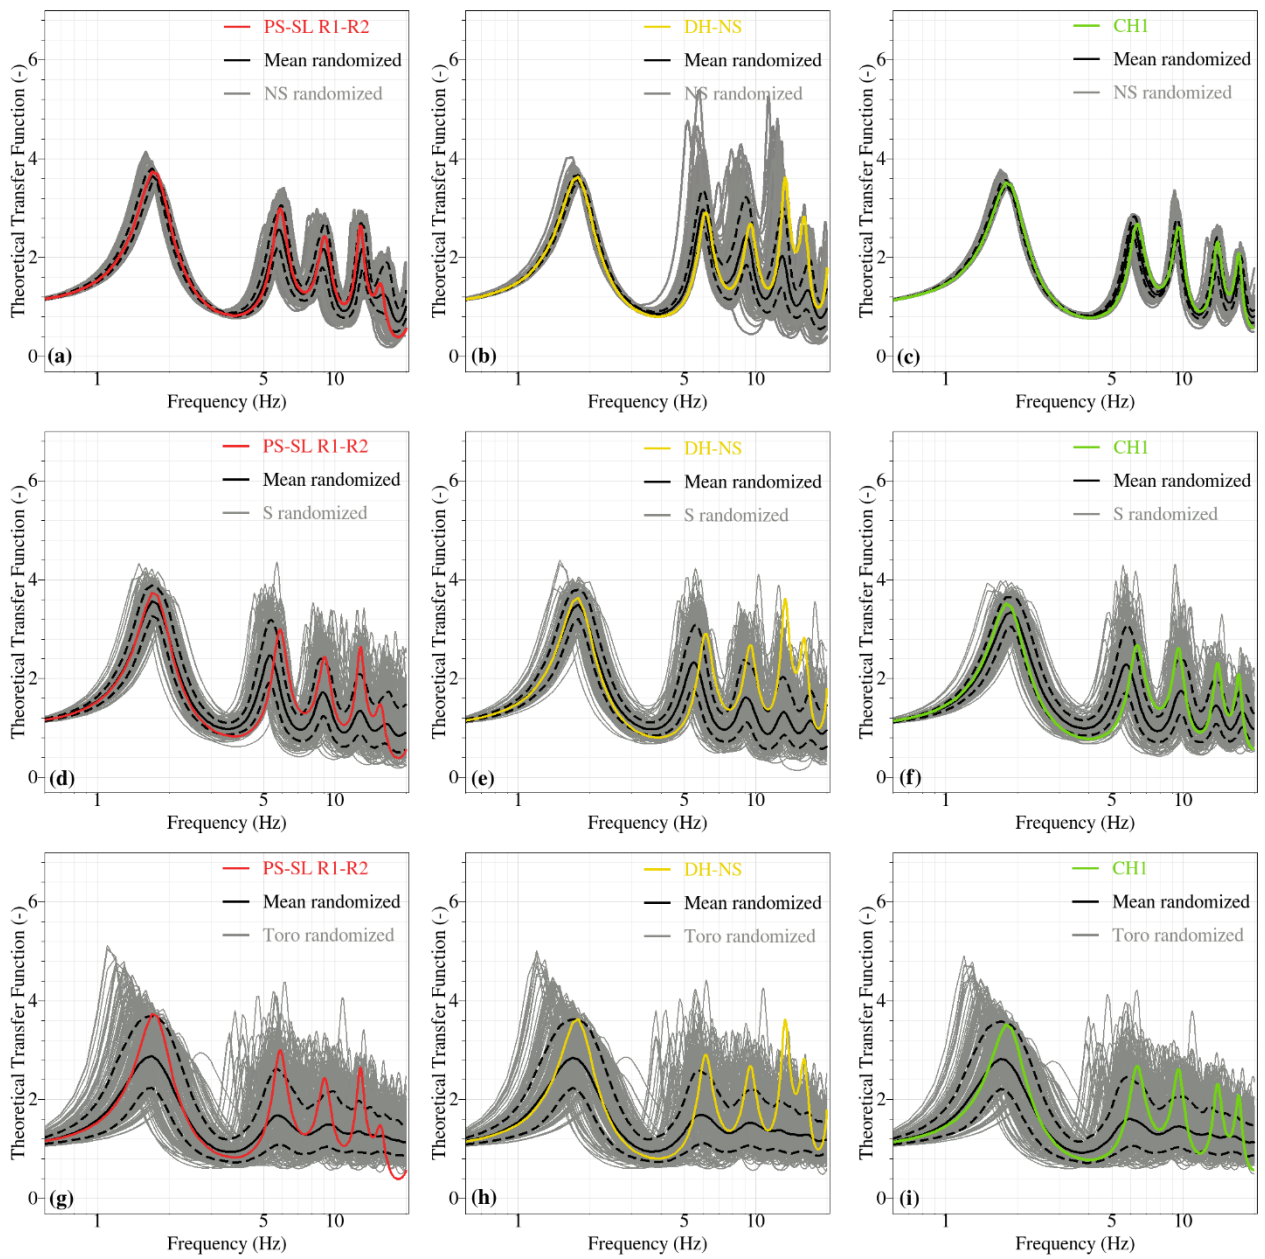 PS-SL R1-R2
Mean randomized
NS randomized
Theoretical Transfer Function (-)
6
4
2
0
(a)
1 5 10
Frequency (Hz)
DH-NS
Mean randomized
NS randomized
Theoretical Transfer Function (-)
6
4
2
0
(b)
1 5 10
Frequency (Hz)
CH1
Mean randomized
NS randomized
Theoretical Transfer Function (-)
6
4
2
0
(c)
1 5 10
Frequency (Hz)
PS-SL R1-R2
Mean randomized
S randomized
Theoretical Transfer Function (-)
6
4
2
0
(d)
1 5 10
Frequency (Hz)
DH-NS
Mean randomized
S randomized
Theoretical Transfer Function (-)
6
4
2
0
(e)
1 5 10
Frequency (Hz)
CH1
Mean randomized
S randomized
Theoretical Transfer Function (-)
6
4
2
0
(f)
1 5 10
Frequency (Hz)
PS-SL R1-R2
Mean randomized
Toro randomized
Theoretical Transfer Function (-)
6
4
2
0
(g)
1 5 10
Frequency (Hz)
DH-NS
Mean randomized
Toro randomized
Theoretical Transfer Function (-)
6
4
2
0
(h)
1 5 10
Frequency (Hz)
CH1
Mean randomized
Toro randomized
Theoretical Transfer Function (-)
6
4
2
0
(i)
1 5 10
Frequency (Hz)